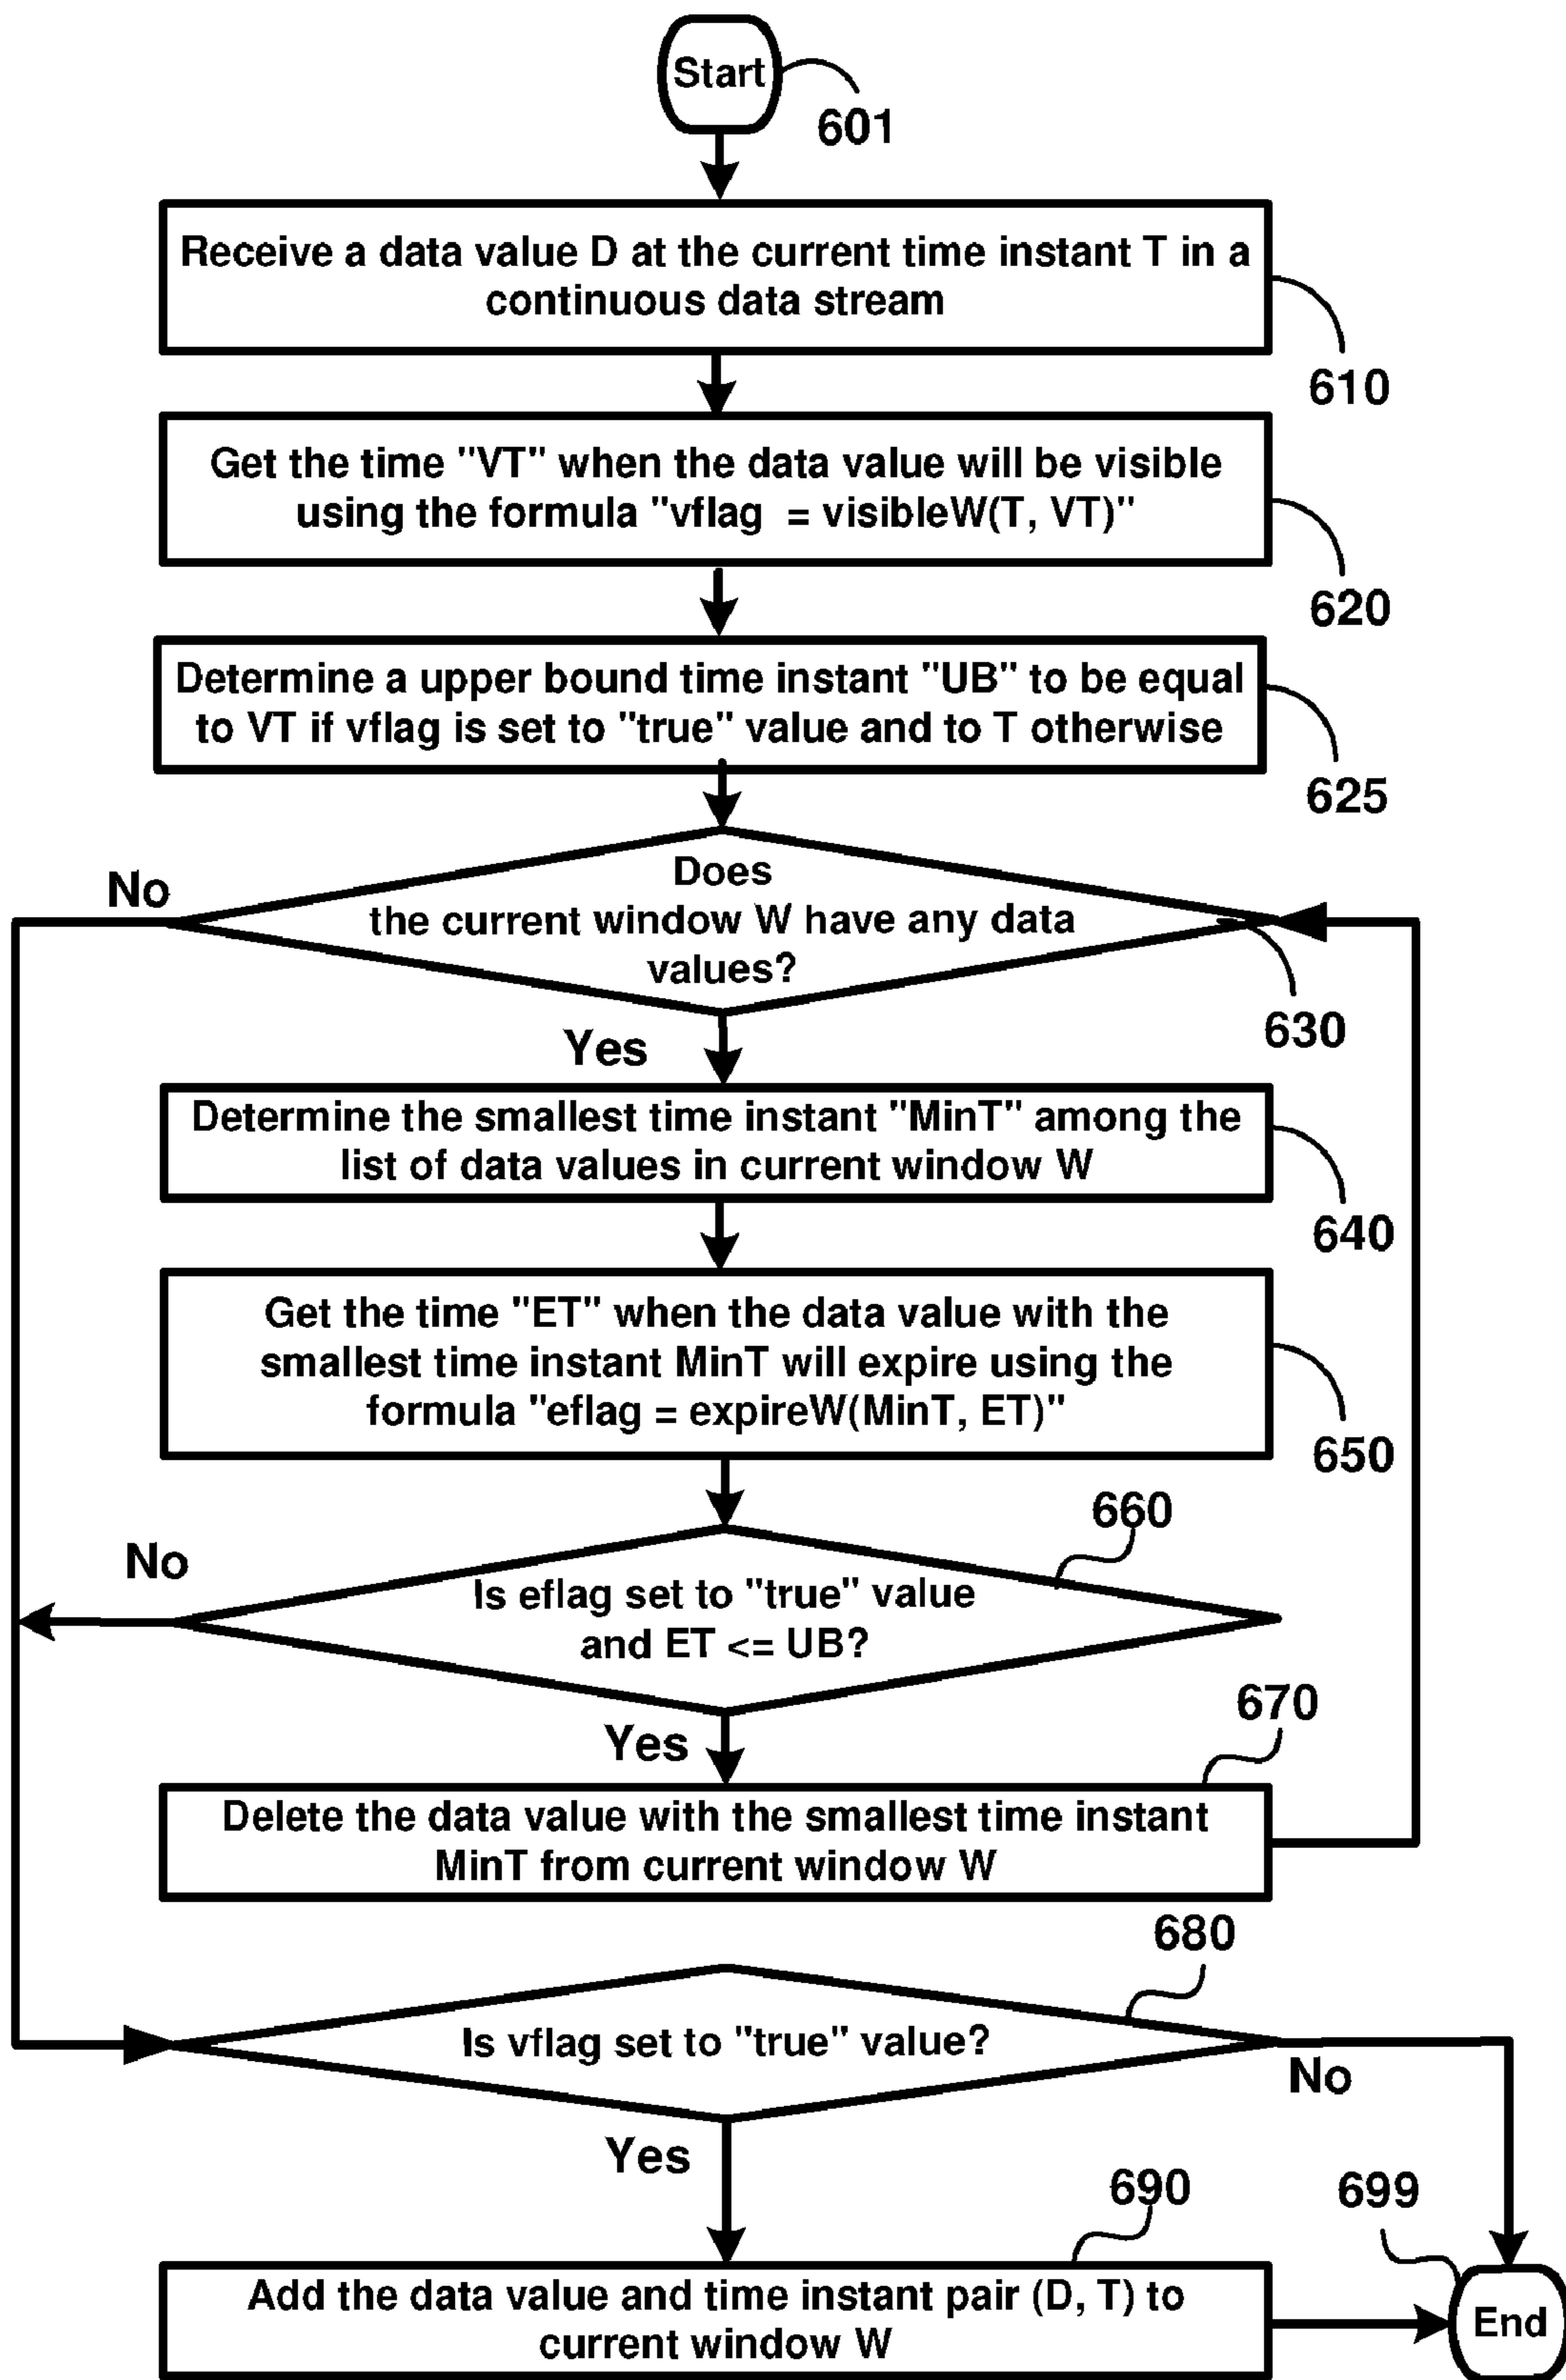 Start
601
Receive a data value D at the current time instant T in a
continuous data stream
610
Get the time "VT" when the data value will be visible
using the formula "vflag = visibleW(T, VT)"
620
Determine a upper bound time instant "UB" to be equal
to VT if vflag is set to "true" value and to T otherwise
625
No
Does
the current window W have any data
values?
630
Yes
Determine the smallest time instant "MinT" among the
list of data values in current window W
640
Get the time "ET" when the data value with the
smallest time instant MinT will expire using the
formula "eflag = expireW(MinT, ET)"
650
660
No
Is eflag set to "true" value
and ET <= UB?
670
Yes
Delete the data value with the smallest time instant
MinT from current window W
680
Is vflag set to "true" value?
No
Yes
690
699
Add the data value and time instant pair (D, T) to
current window W
End